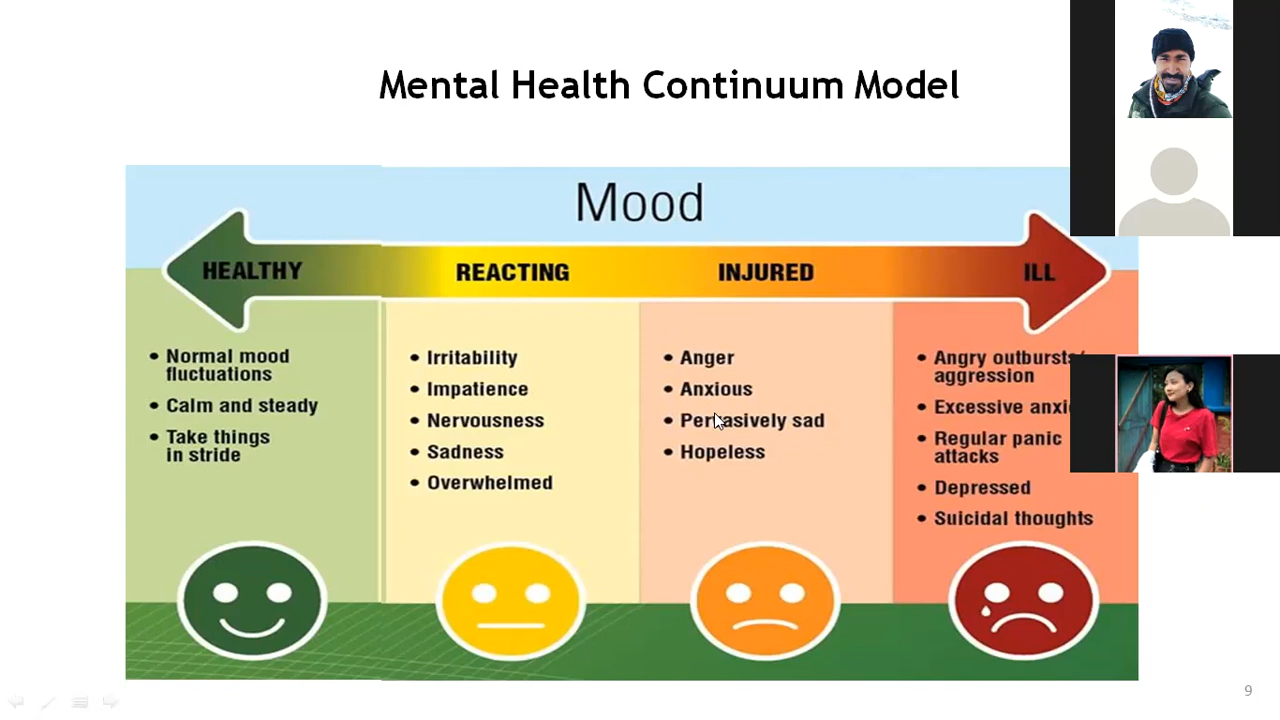 Mental Health Continuum Model
Mood
HEALTHY
REACTING
INJURED
ILL
• Normal mood
fluctuations
• Calm and steady
• Take things
in stride
• Irritability
• Impatience
• Nervousness
• Sadness
• Overwhelmed
• Anger
• Anxious
• Pervasively sad
• Hopeless
• Angry outbursts/
aggression
• Excessive
• Regular panic
attacks
• Depressed
• Suicidal thoughts
9